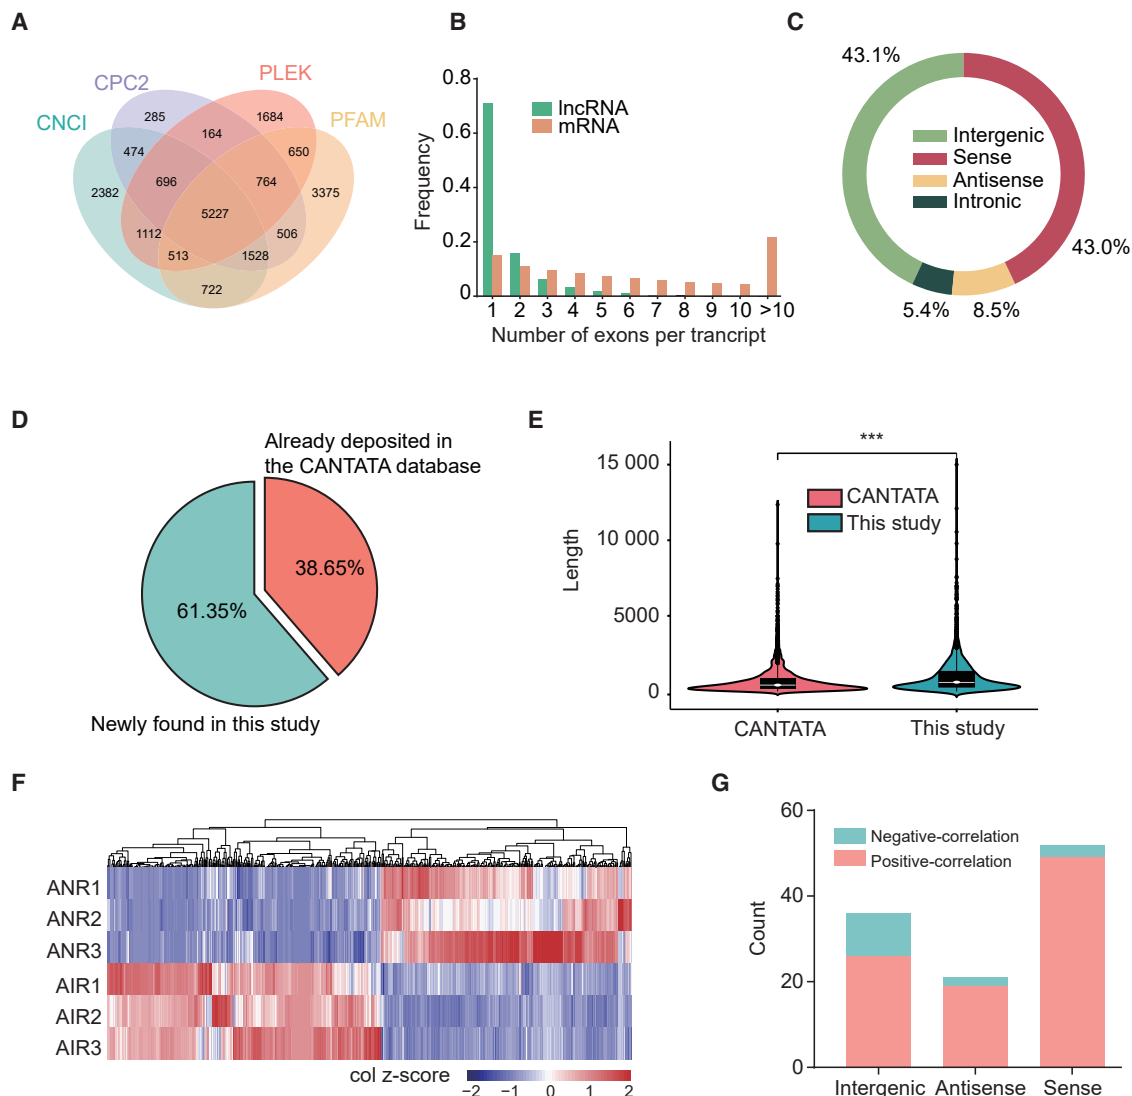 A
CPC2
PLEK
CNCI
PFAM
285
164
1684
474
650
2382
696
764
3375
5227
1112
506
513
1528
722
B
0.8
0.6
0.4
0.2
0
Frequency
lncRNA
mRNA
1 2 3 4 5 6 7 8 9 10 >10
Number of exons per trancript
C
43.1%
Intergenic
Sense
Antisense
Intronic
43.0%
5.4%
8.5%
D
Already deposited in
the CANTATA database
38.65%
61.35%
Newly found in this study
E
***
15 000
10 000
5000
0
Length
CANTATA
This study
CANTATA
This study
F
ANR1
ANR2
ANR3
AIR1
AIR2
AIR3
col z-score
−2 −1 0 1 2
G
60
40
20
0
Count
Negative-correlation
Positive-correlation
Intergenic Antisense Sense